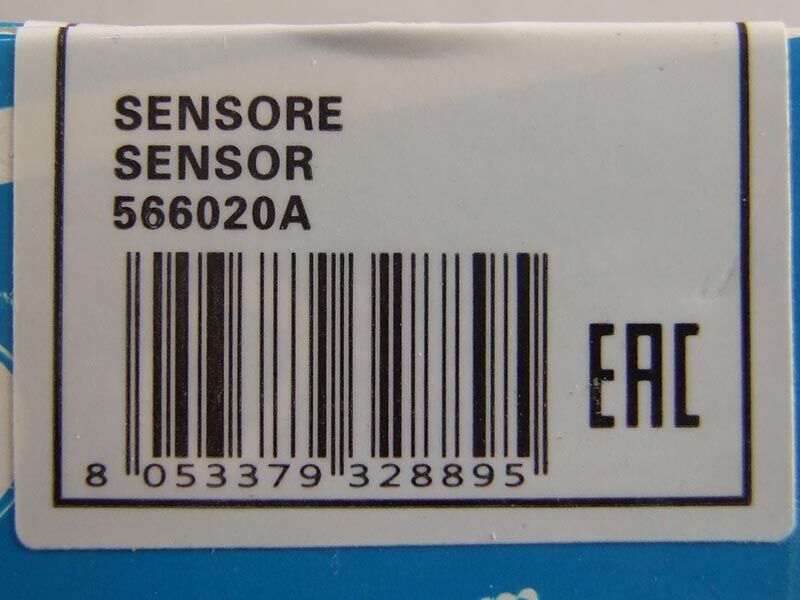 SENSORE
SENSOR
566020A
EAC
8 053379 328895